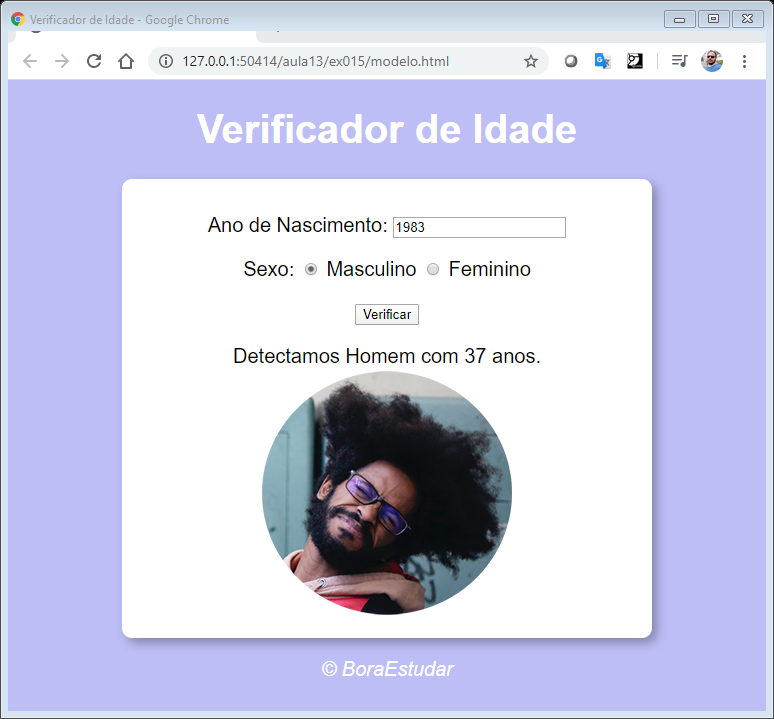 Verificador de Idade - Google Chrome
127.0.0.1:50414/aula13/ex015/modelo.html
Verificador de Idade
Ano de Nascimento: 1983
Sexo: Masculino Feminino
Verificar
Detectamos Homem com 37 anos.
© BoraEstudar